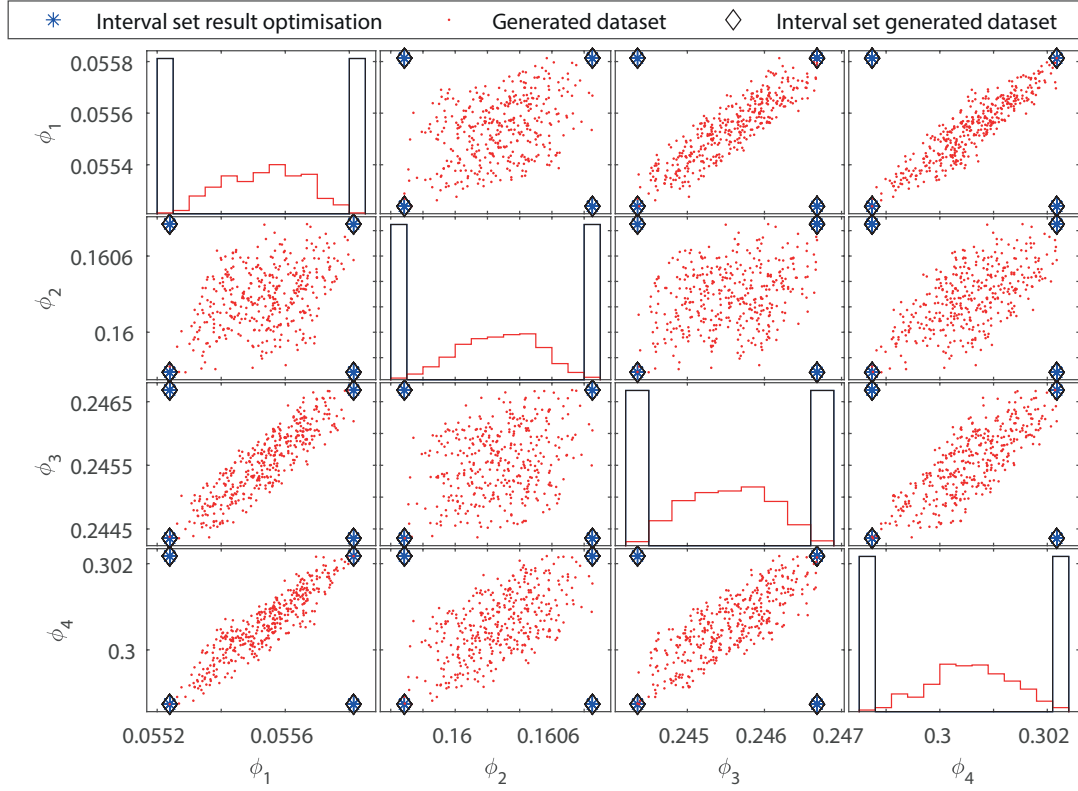 Interval set result optimisation Generated dataset Interval set generated dataset
0.0558
0.0556
0.0554
ϕ1
0.1606
0.16
ϕ2
0.2465
0.2455
0.2445
ϕ3
0.302
0.3
ϕ4
0.0552 0.0556 0.16 0.1606 0.245 0.246 0.247 0.3 0.302
ϕ1 ϕ2 ϕ3 ϕ4